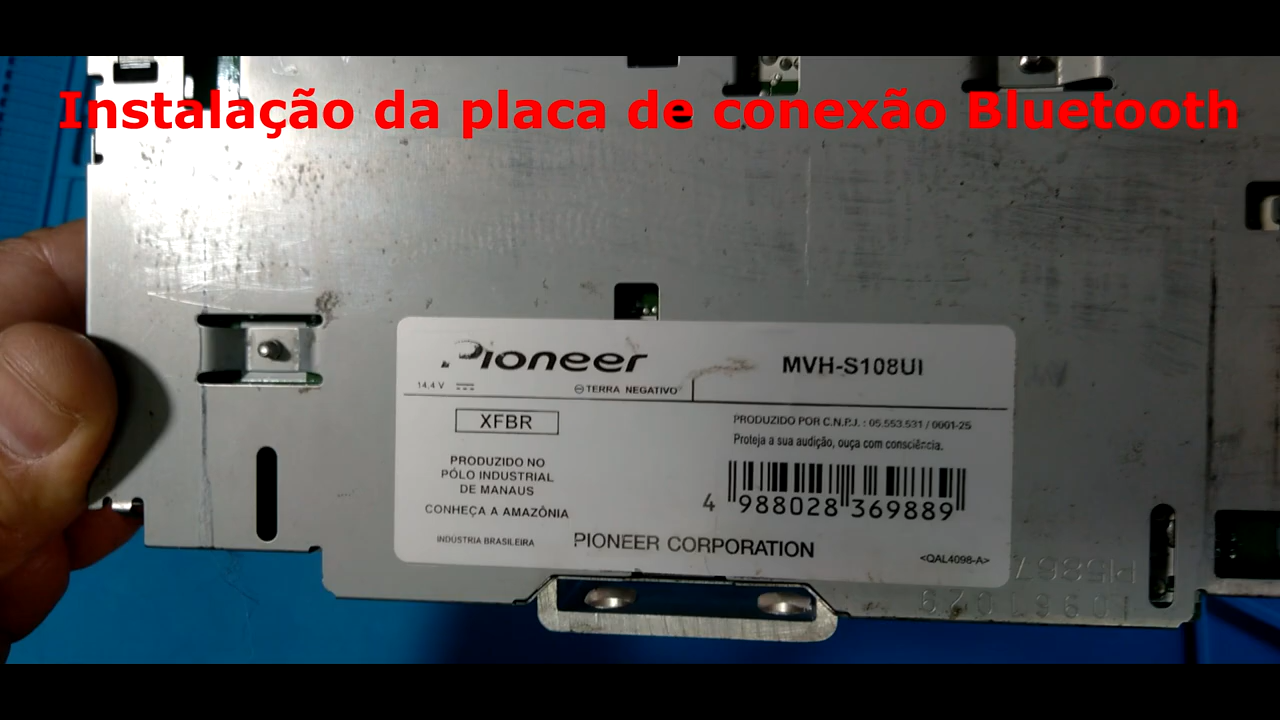 Instalação da placa de conexão Bluetooth
Pioneer
MVH-S108UI
14.4 V
TERRA NEGATIVO
XFBR
PRODUZIDO POR C.N.P.J. : 05.553.531 / 0001-25
Proteja a sua audição, ouça com consciência.
PRODUZIDO NO
PÓLO INDUSTRIAL
DE MANAUS
CONHEÇA A AMAZÔNIA
4 988028 369889
INDÚSTRIA BRASILEIRA
PIONEER CORPORATION
<QAL4098-A>